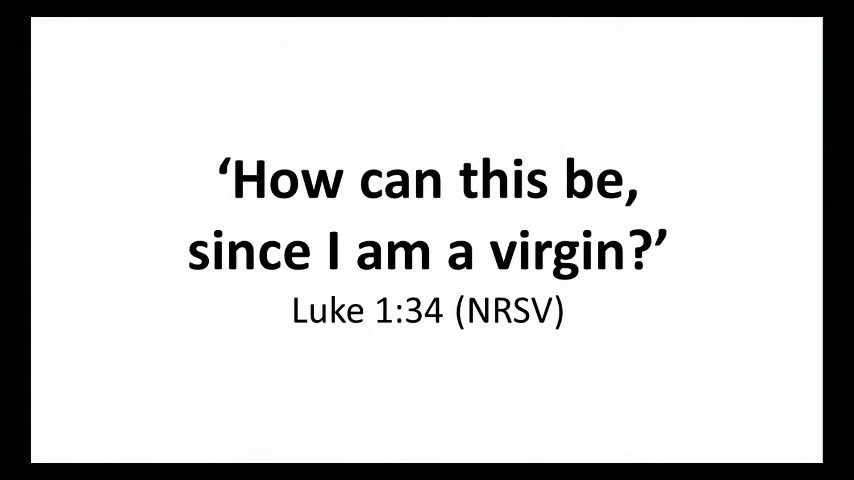 ‘How can this be,
since I am a virgin?’
Luke 1:34 (NRSV)